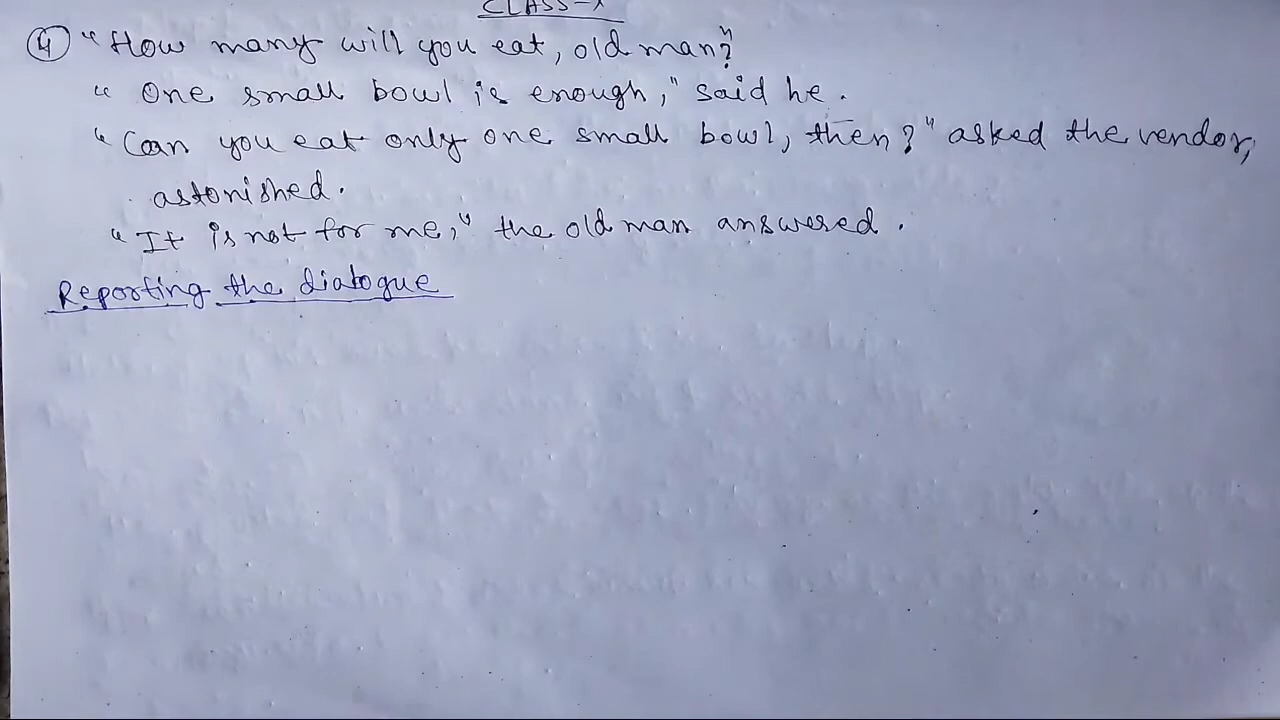 CLASS-X
④ "How many will you eat, old man?"
"One small bowl is enough," said he.
"Can you eat only one small bowl, then?" asked the vendor,
astonished.
"It is not for me," the old man answered.
Reporting the dialogue